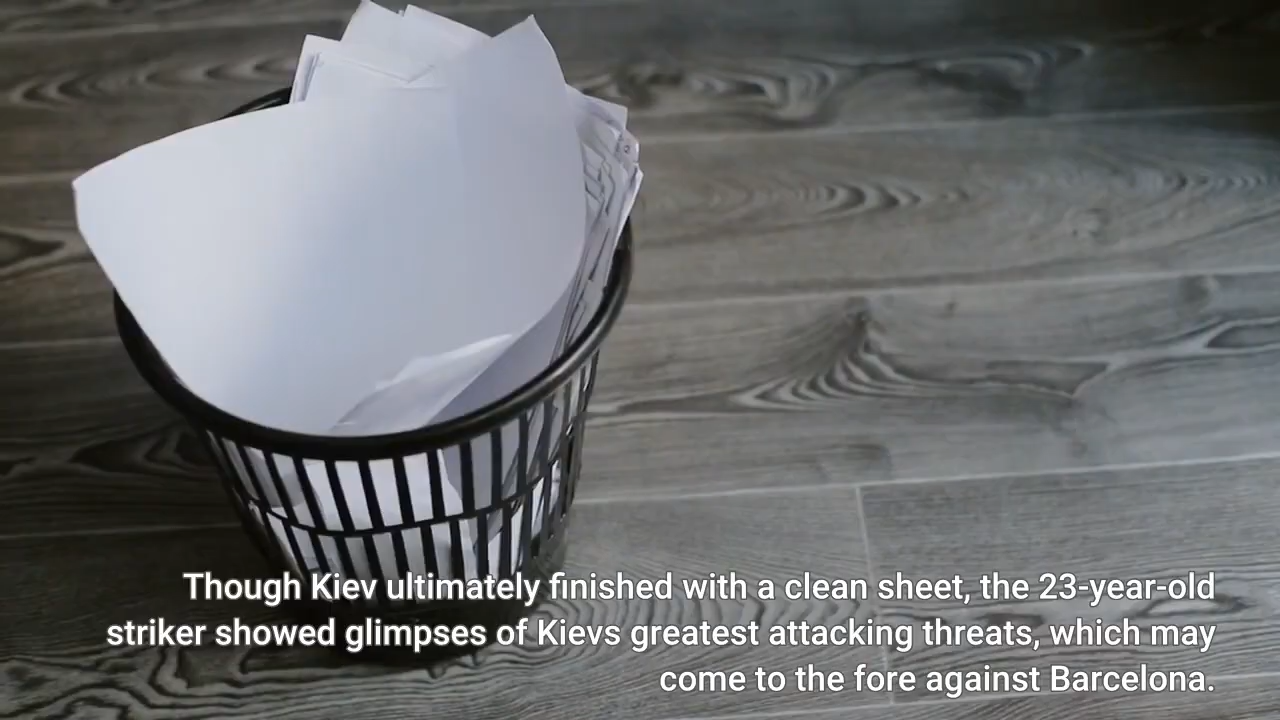 Though Kiev ultimately finished with a clean sheet, the 23-year-old
striker showed glimpses of Kievs greatest attacking threats, which may
come to the fore against Barcelona.